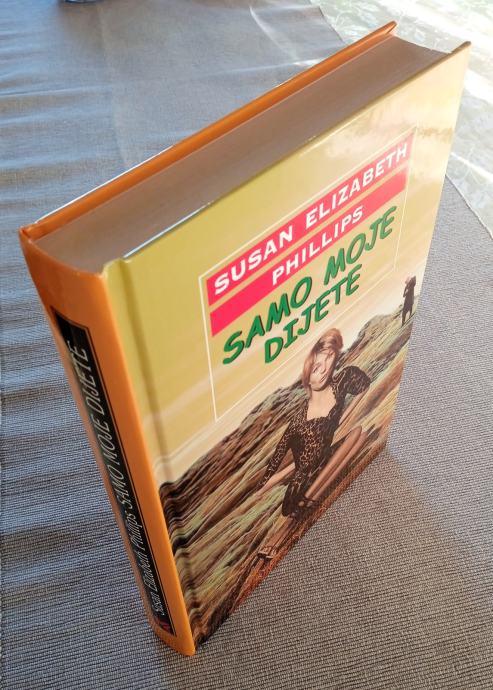 SUSAN ELIZABETH
PHILLIPS
SAMO MOJE
DIJETE
Susan Elizabeth Phillips SAMO MOJE DIJETE